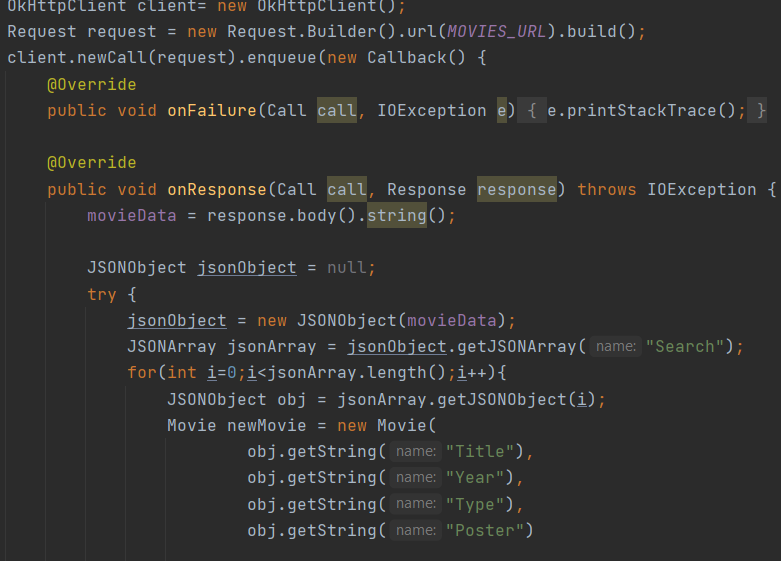 OkHttpClient client= new OkHttpClient();
Request request = new Request.Builder().url(MOVIES_URL).build();
client.newCall(request).enqueue(new Callback() {
@Override
public void onFailure(Call call, IOException e) { e.printStackTrace(); }
@Override
public void onResponse(Call call, Response response) throws IOException {
movieData = response.body().string();
JSONObject jsonObject = null;
try {
jsonObject = new JSONObject(movieData);
JSONArray jsonArray = jsonObject.getJSONArray( name: "Search");
for(int i=0;i<jsonArray.length();i++){
JSONObject obj = jsonArray.getJSONObject(i);
Movie newMovie = new Movie(
obj.getString( name: "Title"),
obj.getString( name: "Year"),
obj.getString( name: "Type"),
obj.getString( name: "Poster")